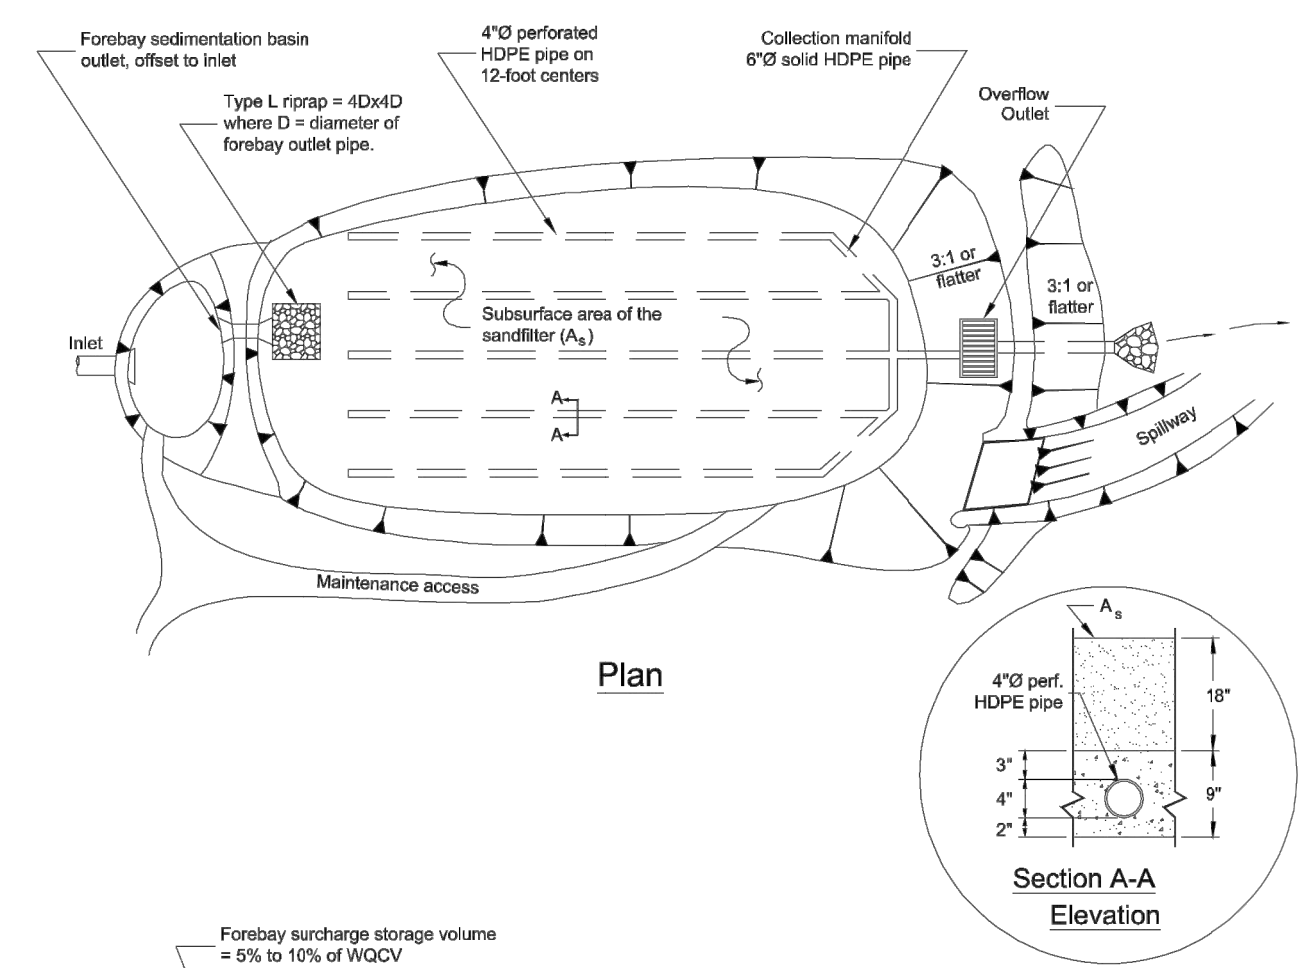 Forebay sedimentation basin
outlet, offset to inlet
4"Ø perforated
HDPE pipe on
12-foot centers
Collection manifold
6"Ø solid HDPE pipe
Overflow
Outlet
Type L riprap = 4Dx4D
where D = diameter of
forebay outlet pipe.
3:1 or
flatter
3:1 or
flatter
Subsurface area of the
sandfilter (As)
Inlet
A
A
Spillway
Maintenance access
Plan
As
4"Ø perf.
HDPE pipe
18"
3"
4"
9"
2"
Section A-A
Elevation
Forebay surcharge storage volume
= 5% to 10% of WQCV